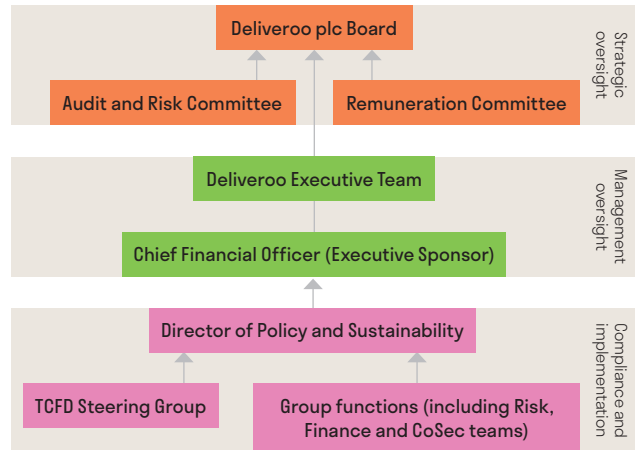 Deliveroo plc Board
Audit and Risk Committee
Remuneration Committee
Strategic
oversight
Deliveroo Executive Team
Chief Financial Officer (Executive Sponsor)
Management
oversight
Director of Policy and Sustainability
TCFD Steering Group
Group functions (including Risk,
Finance and CoSec teams)
Compliance and
implementation